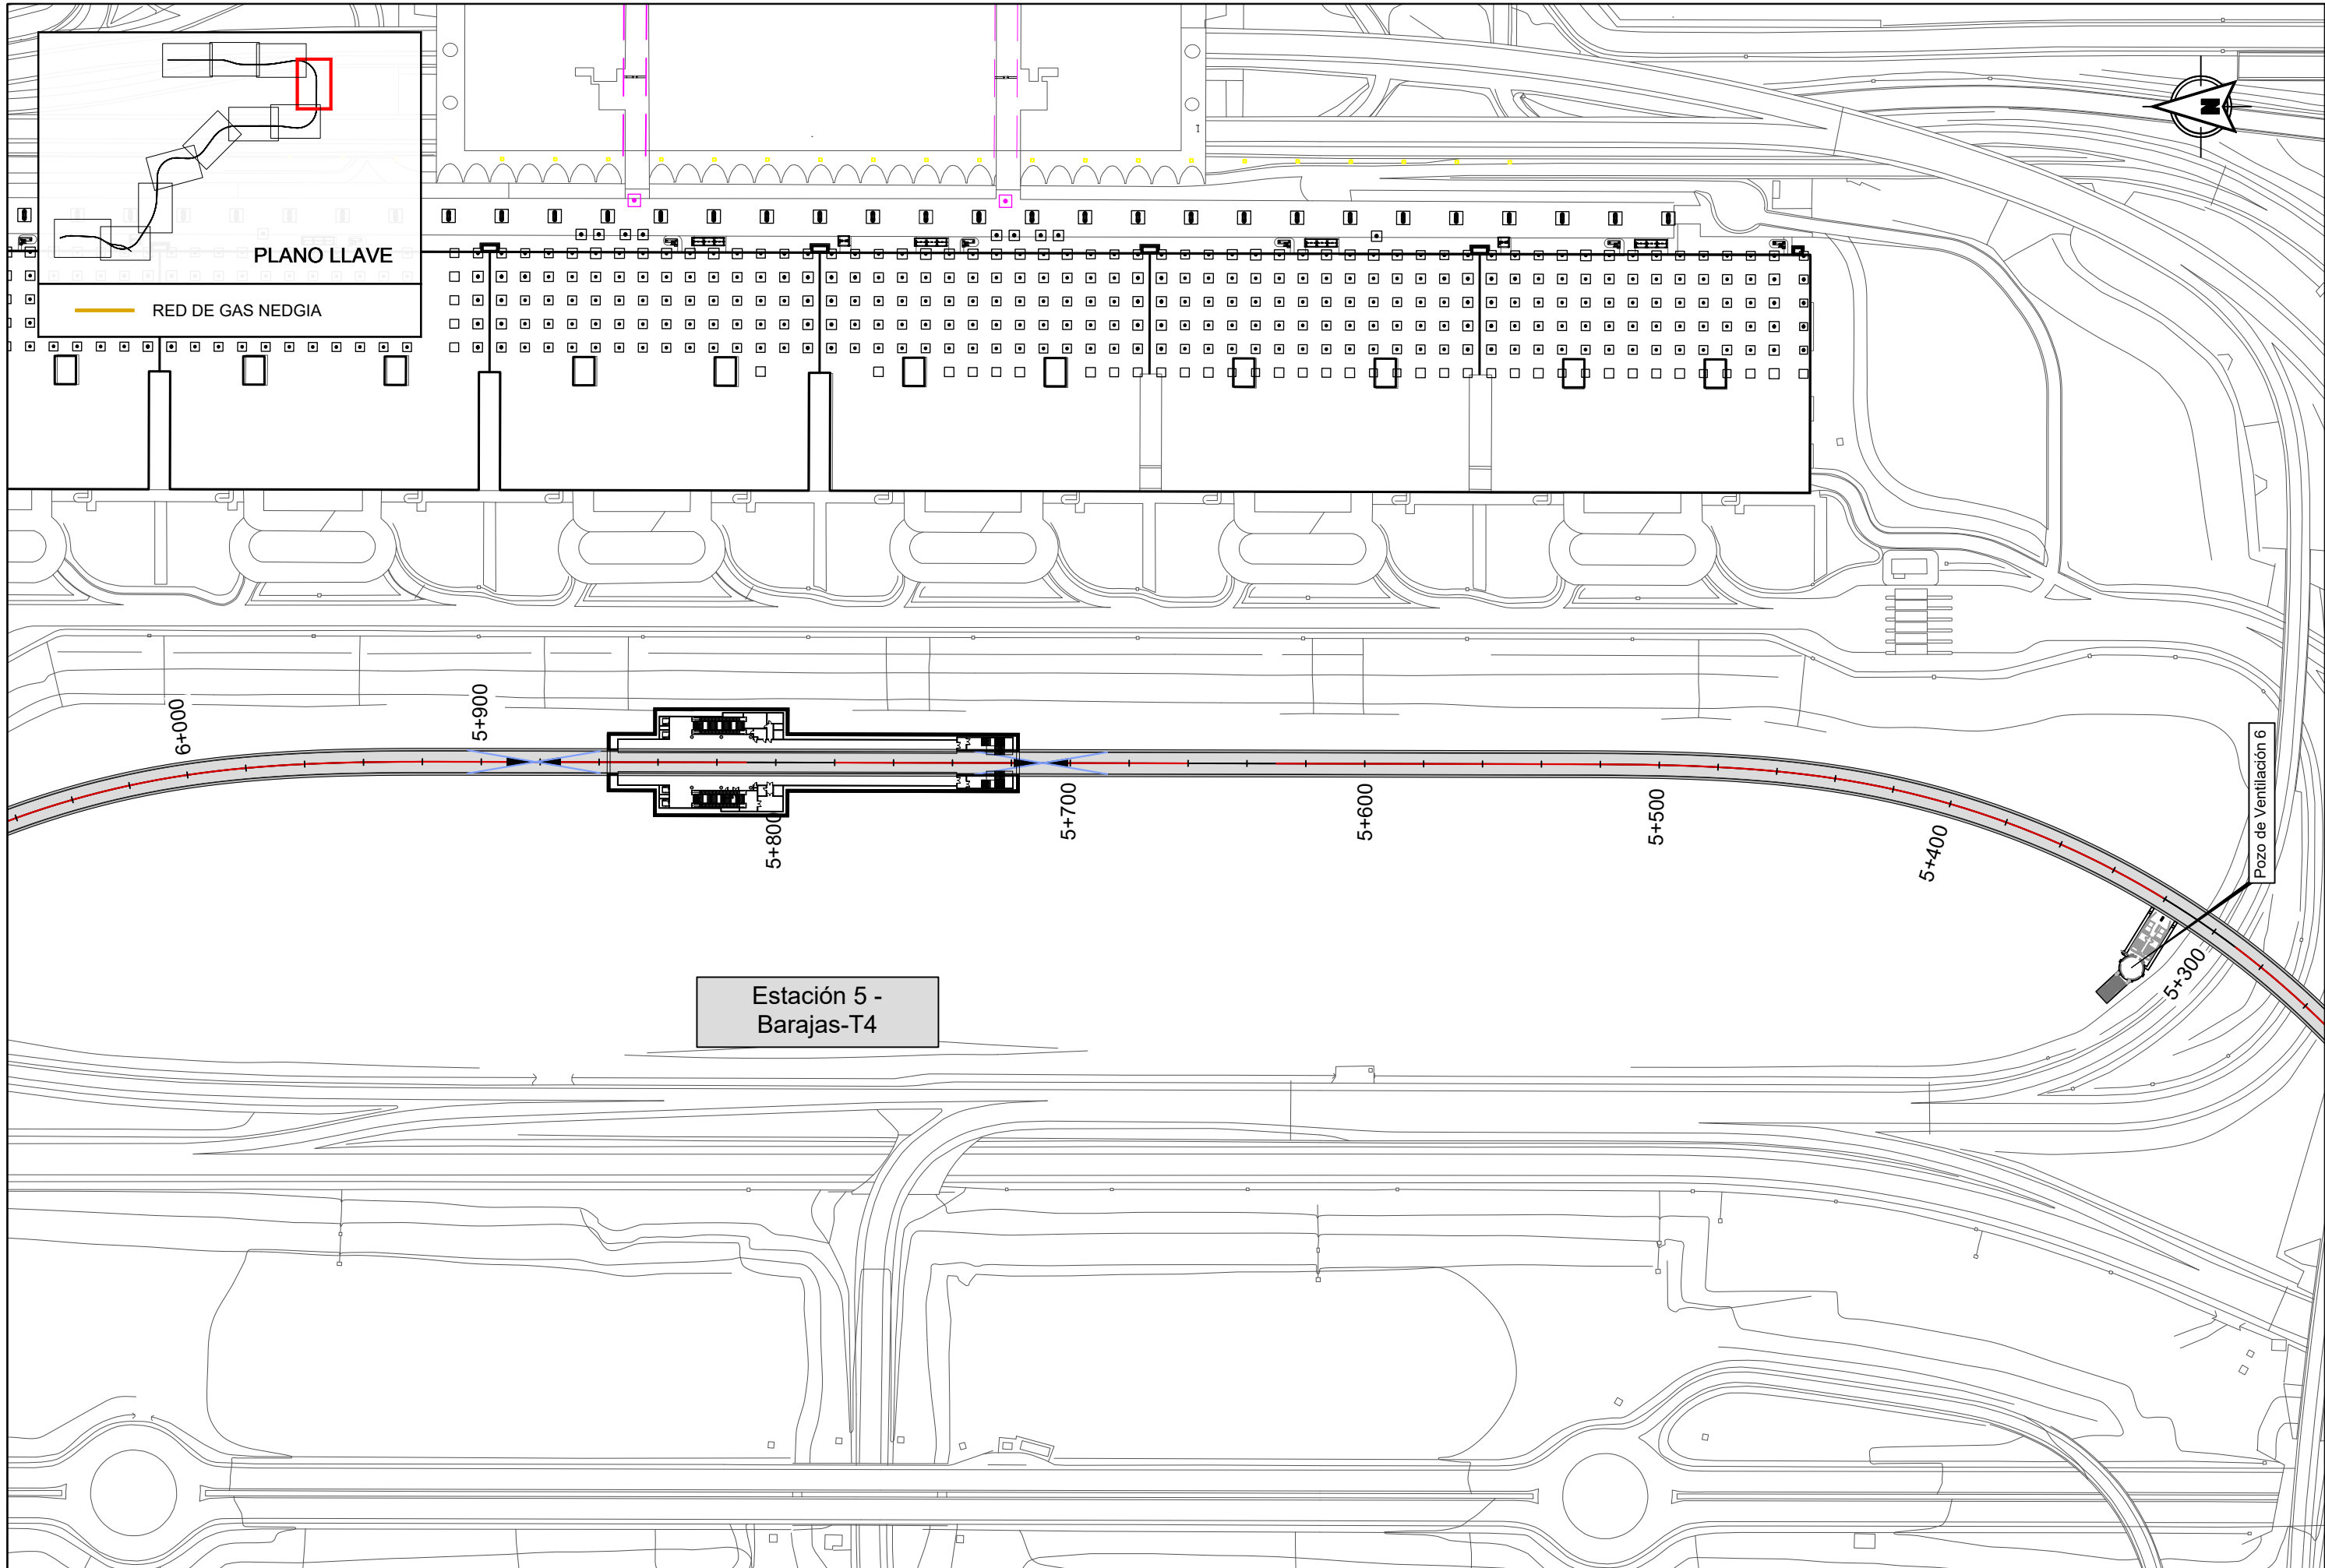 PLANO LLAVE
RED DE GAS NEDGIA
N
6+000
5+900
5+800
5+700
5+600
5+500
5+400
5+300
Pozo de Ventilación 6
Estación 5 -
Barajas-T4